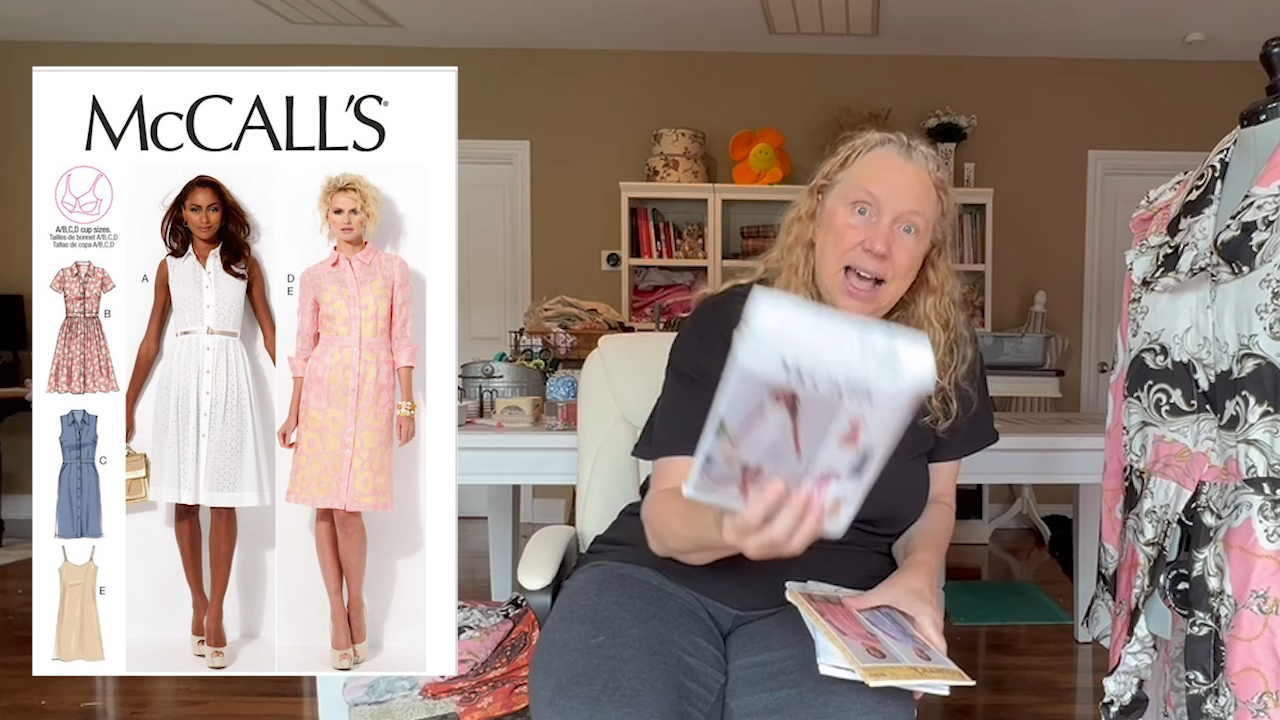 McCALL'S®
A/B,C,D cup sizes.
Tailles de bonnet A/B,C,D
Tallas de copa A/B,C,D
A
B
C
D
E
E